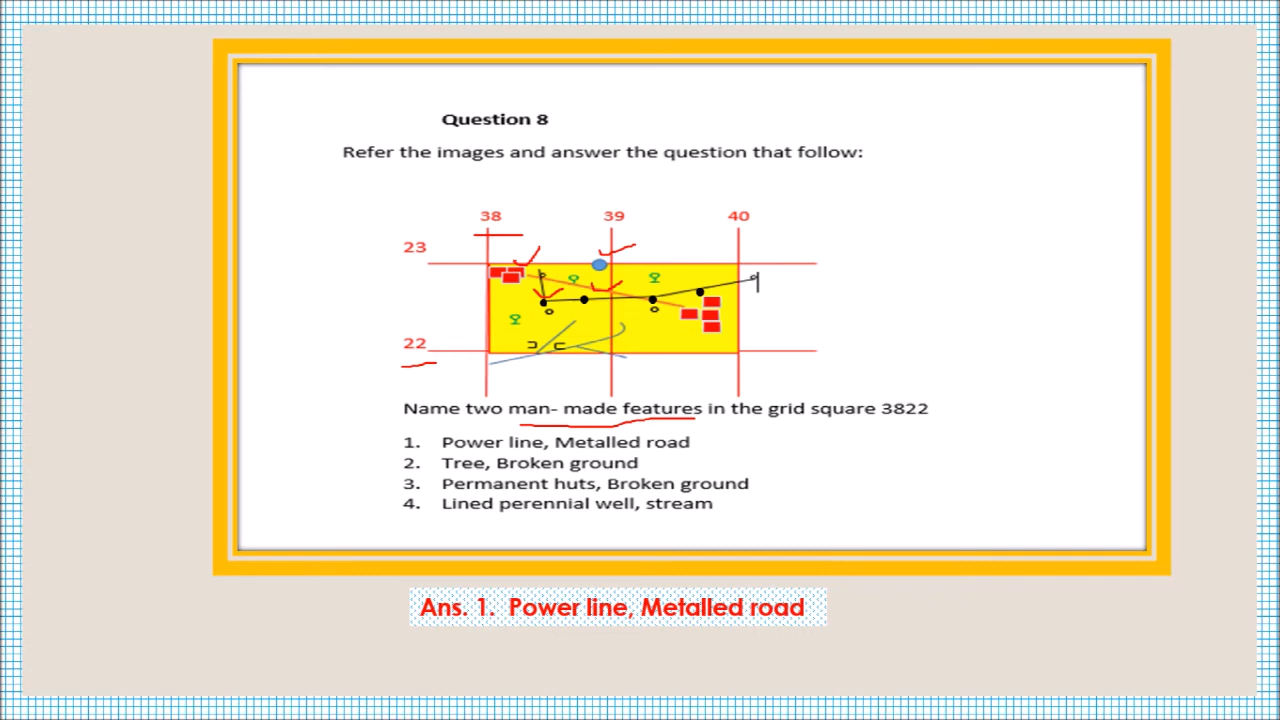 Question 8
Refer the images and answer the question that follow:
38 39 40
23
22
Name two man- made features in the grid square 3822
1. Power line, Metalled road
2. Tree, Broken ground
3. Permanent huts, Broken ground
4. Lined perennial well, stream
Ans. 1. Power line, Metalled road